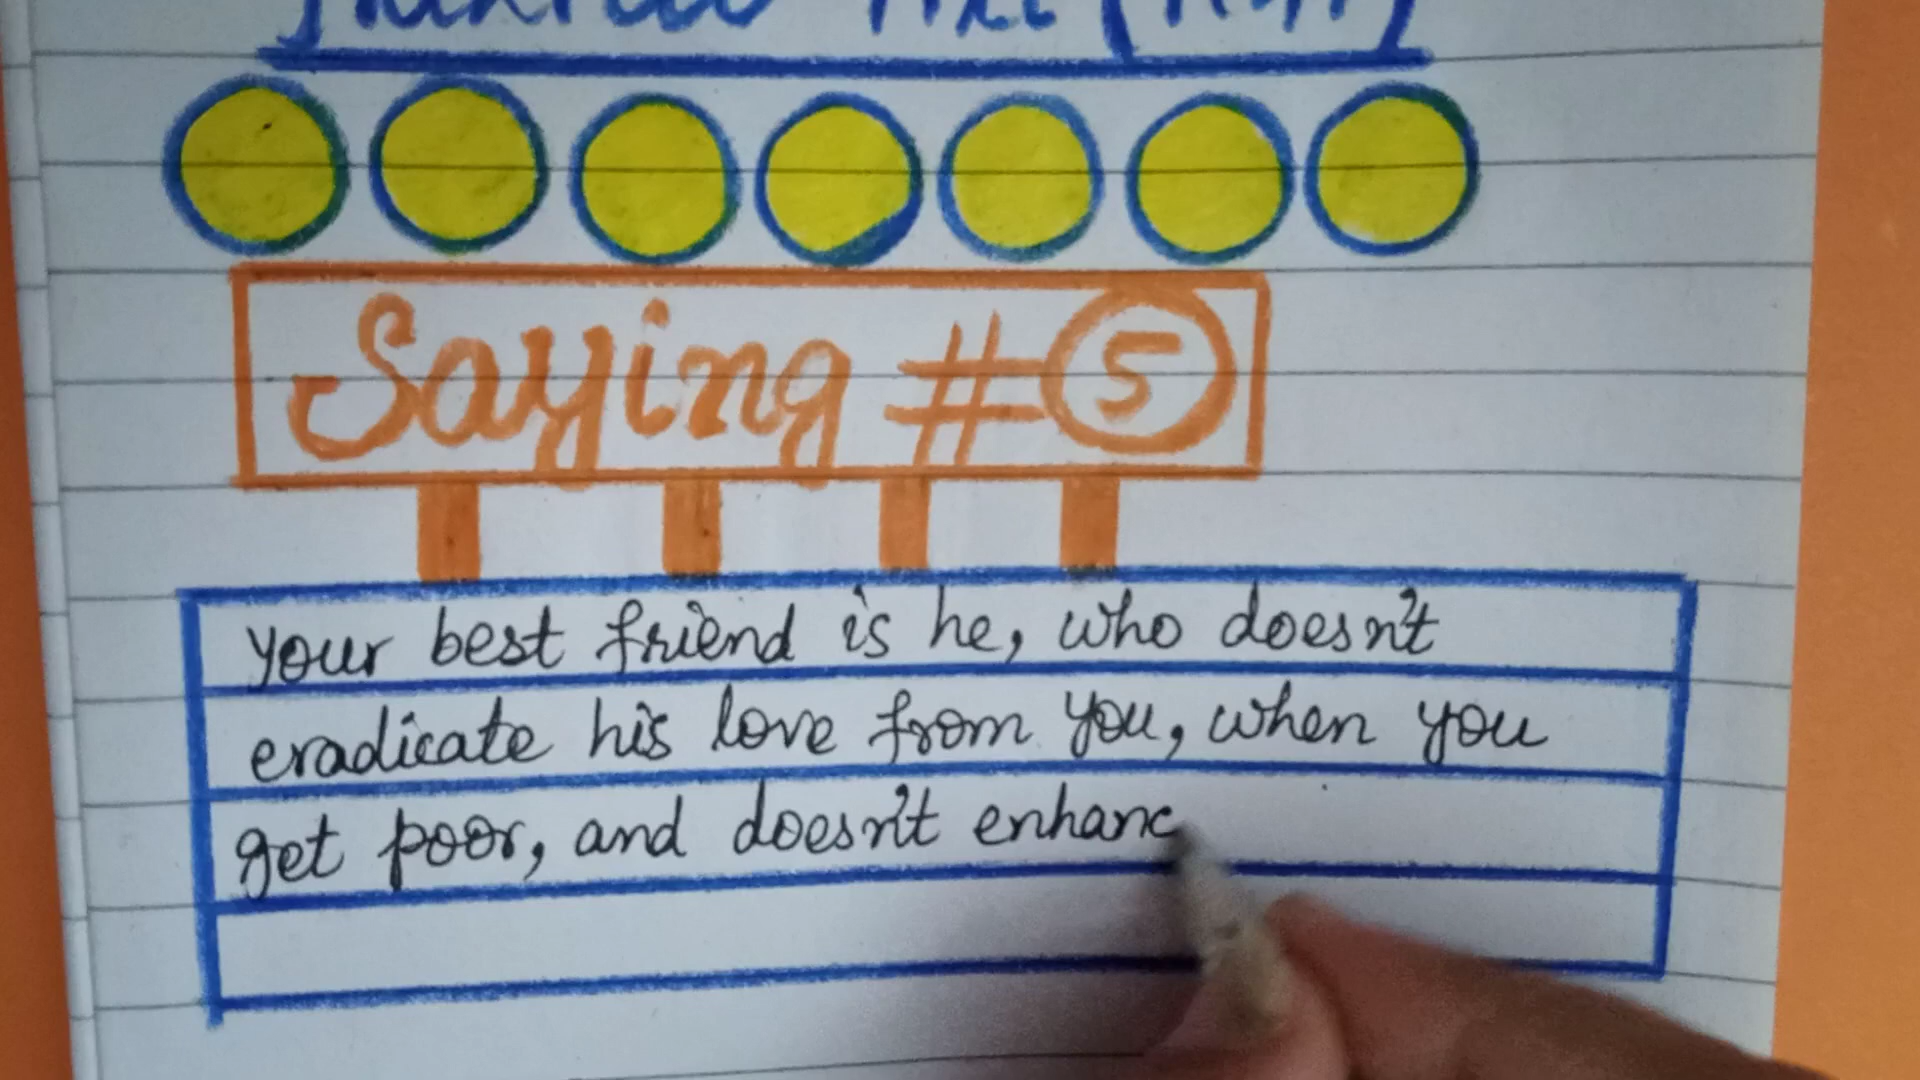 Saying #5
your best friend is he, who doesn't
eradicate his love from you, when you
get poor, and doesn't enhanc